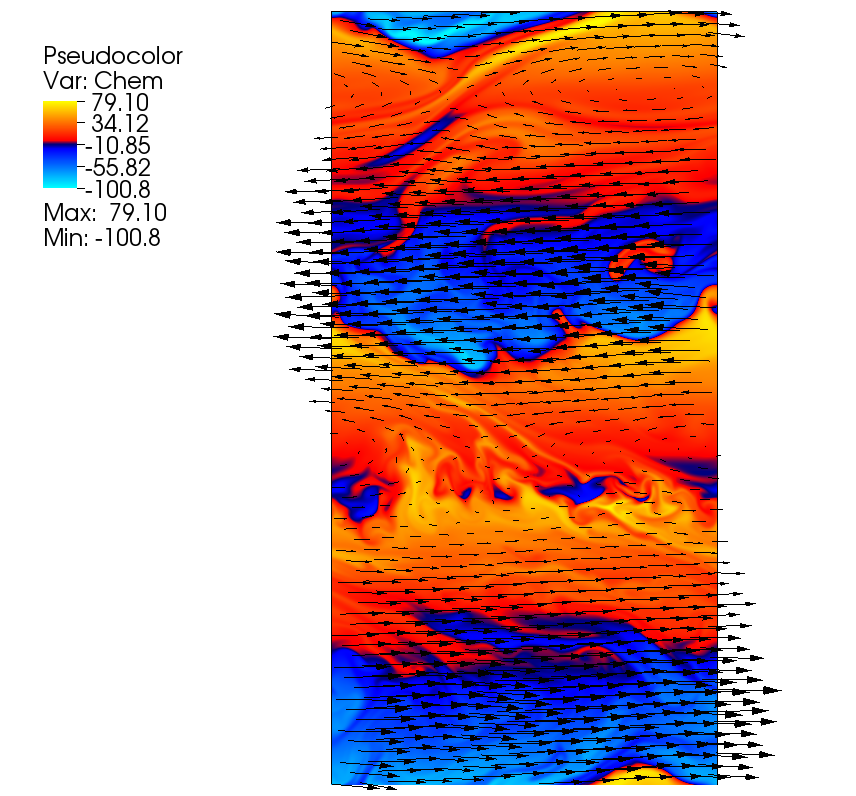 Pseudocolor
Var: Chem
79.10
34.12
-10.85
-55.82
-100.8
Max: 79.10
Min: -100.8